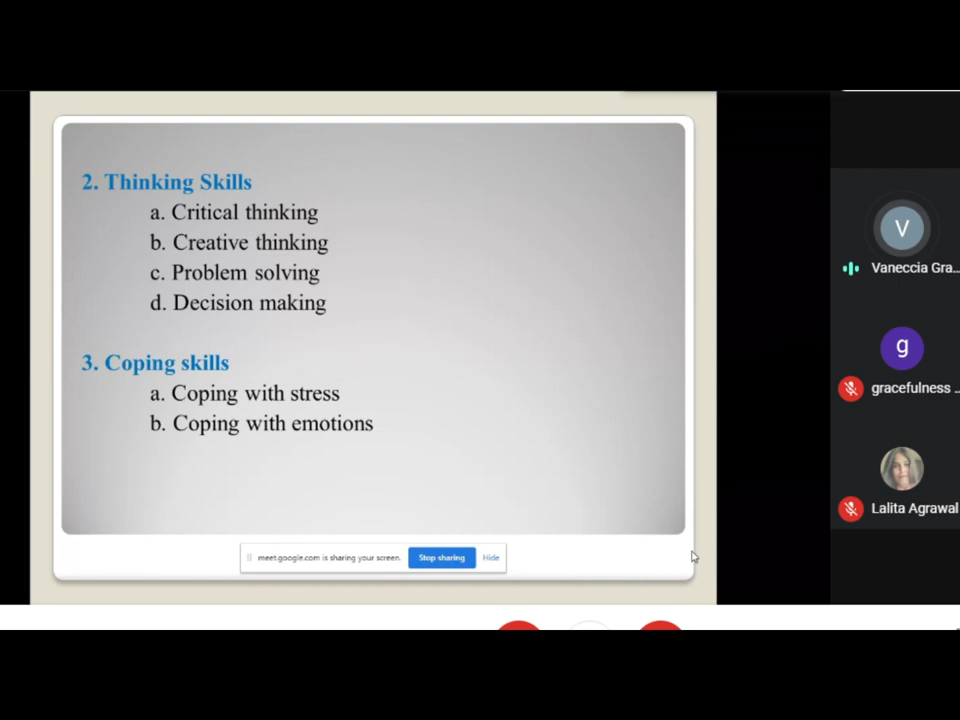 2. Thinking Skills
a. Critical thinking
b. Creative thinking
c. Problem solving
d. Decision making
3. Coping skills
a. Coping with stress
b. Coping with emotions
meet.google.com is sharing your screen.
Stop sharing
Hide
V
Vaneccia Gra...
g
gracefulness ...
Lalita Agrawal